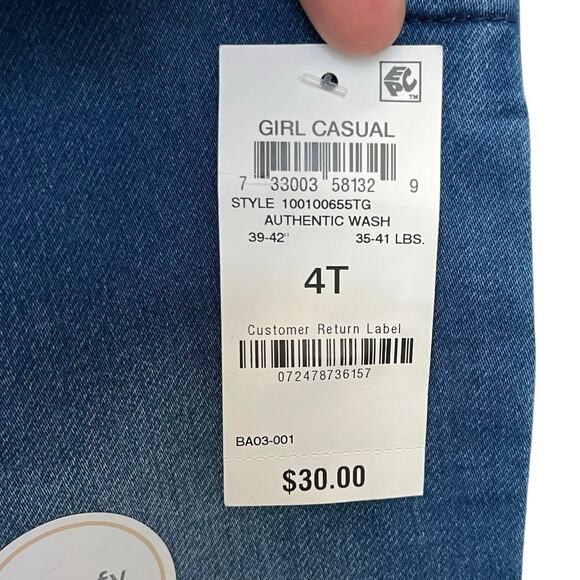 EPC™
GIRL CASUAL
7 33003 58132 9
STYLE 100100655TG
AUTHENTIC WASH
39-42" 35-41 LBS.
4T
Customer Return Label
072478736157
BA03-001
$30.00